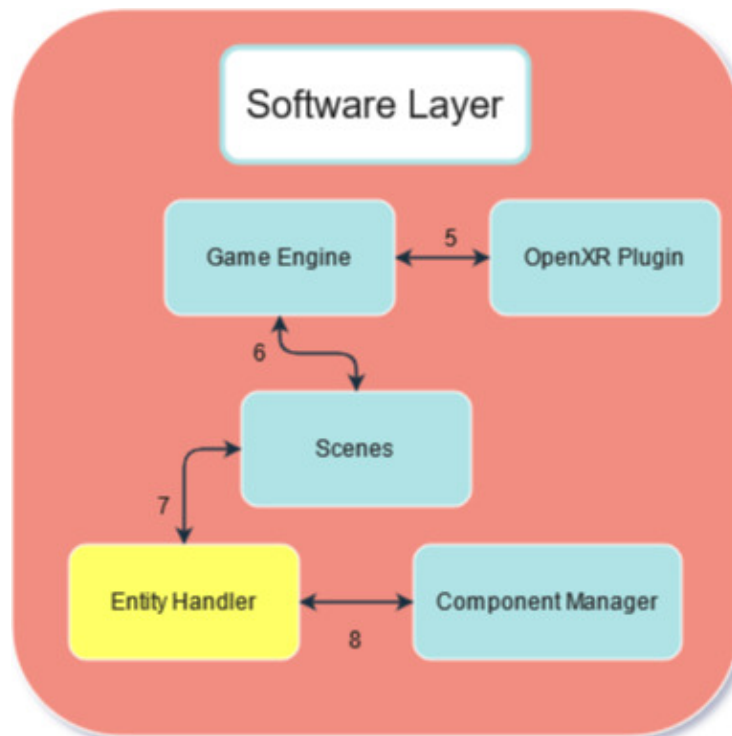 Software Layer
Game Engine
5
OpenXR Plugin
6
Scenes
7
Entity Handler
8
Component Manager